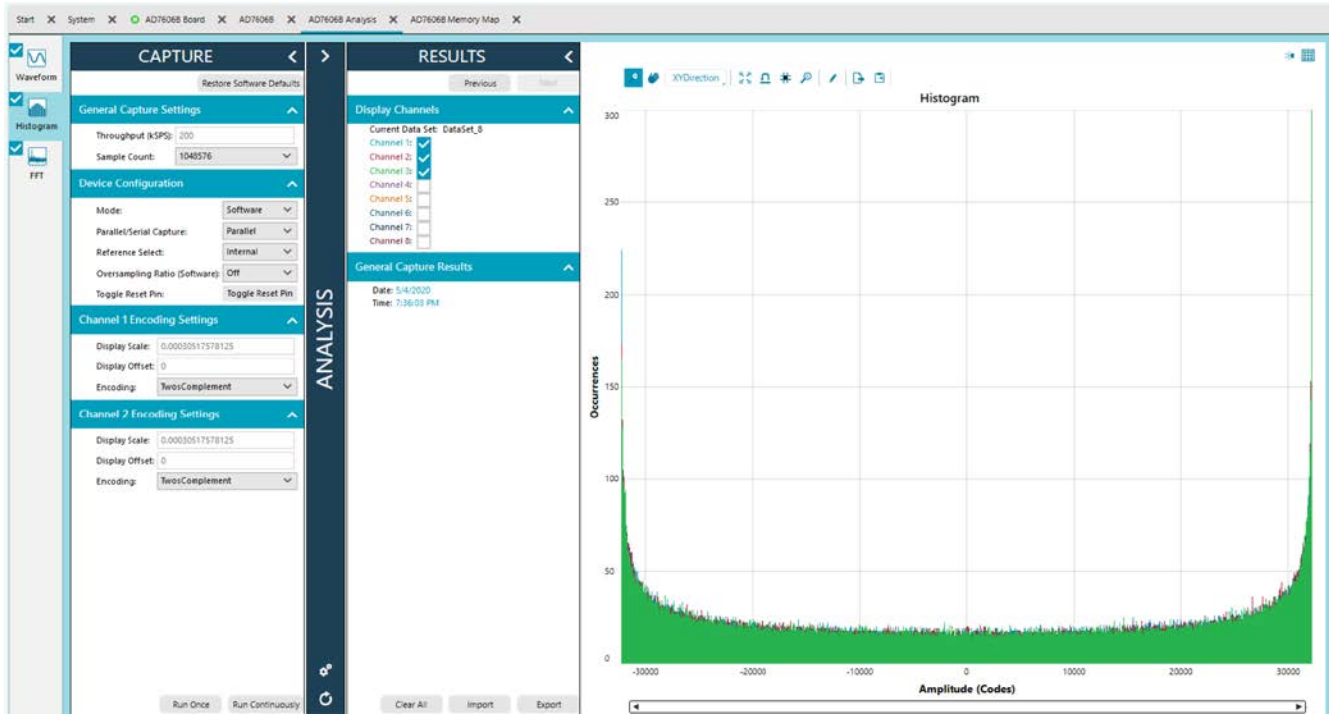 Start System AD7606B Board AD7606B AD7606B Analysis AD7606B Memory Map
Waveform
Histogram
FFT
CAPTURE
Restore Software Defaults
General Capture Settings
Throughput (kSPS): 200
Sample Count: 1048576
Device Configuration
Mode: Software
Parallel/Serial Capture: Parallel
Reference Select: Internal
Oversampling Ratio (Software): Off
Toggle Reset Pin: Toggle Reset Pin
Channel 1 Encoding Settings
Display Scale: 0.00030517578125
Display Offset: 0
Encoding: TwosComplement
Channel 2 Encoding Settings
Display Scale: 0.00030517578125
Display Offset: 0
Encoding: TwosComplement
Run Once Run Continuously
ANALYSIS
RESULTS
Previous
Display Channels
Current Data Set: DataSet_8
Channel 1:
Channel 2:
Channel 3:
Channel 4:
Channel 5:
Channel 6:
Channel 7:
Channel 8:
General Capture Results
Date: 5/4/2020
Time: 7:36:03 PM
Clear All Import Export
XYDirection
Histogram
300
250
200
150
100
50
0
Occurrences
-30000 -20000 -10000 0 10000 20000 30000
Amplitude (Codes)